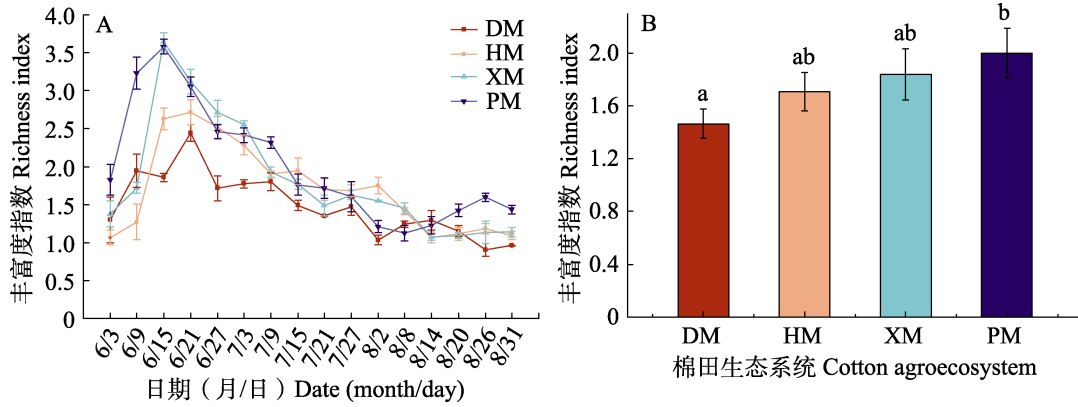 A
丰富度指数 Richness index
4.0
3.5
3.0
2.5
2.0
1.5
1.0
0.5
0
DM
HM
XM
PM
6/3
6/9
6/15
6/21
6/27
7/3
7/9
7/15
7/21
7/27
8/2
8/8
8/14
8/20
8/26
8/31
日期（月/日）Date (month/day)
B
丰富度指数 Richness index
2.0
1.6
1.2
0.8
0.4
0
a
ab
ab
b
DM
HM
XM
PM
棉田生态系统 Cotton agroecosystem